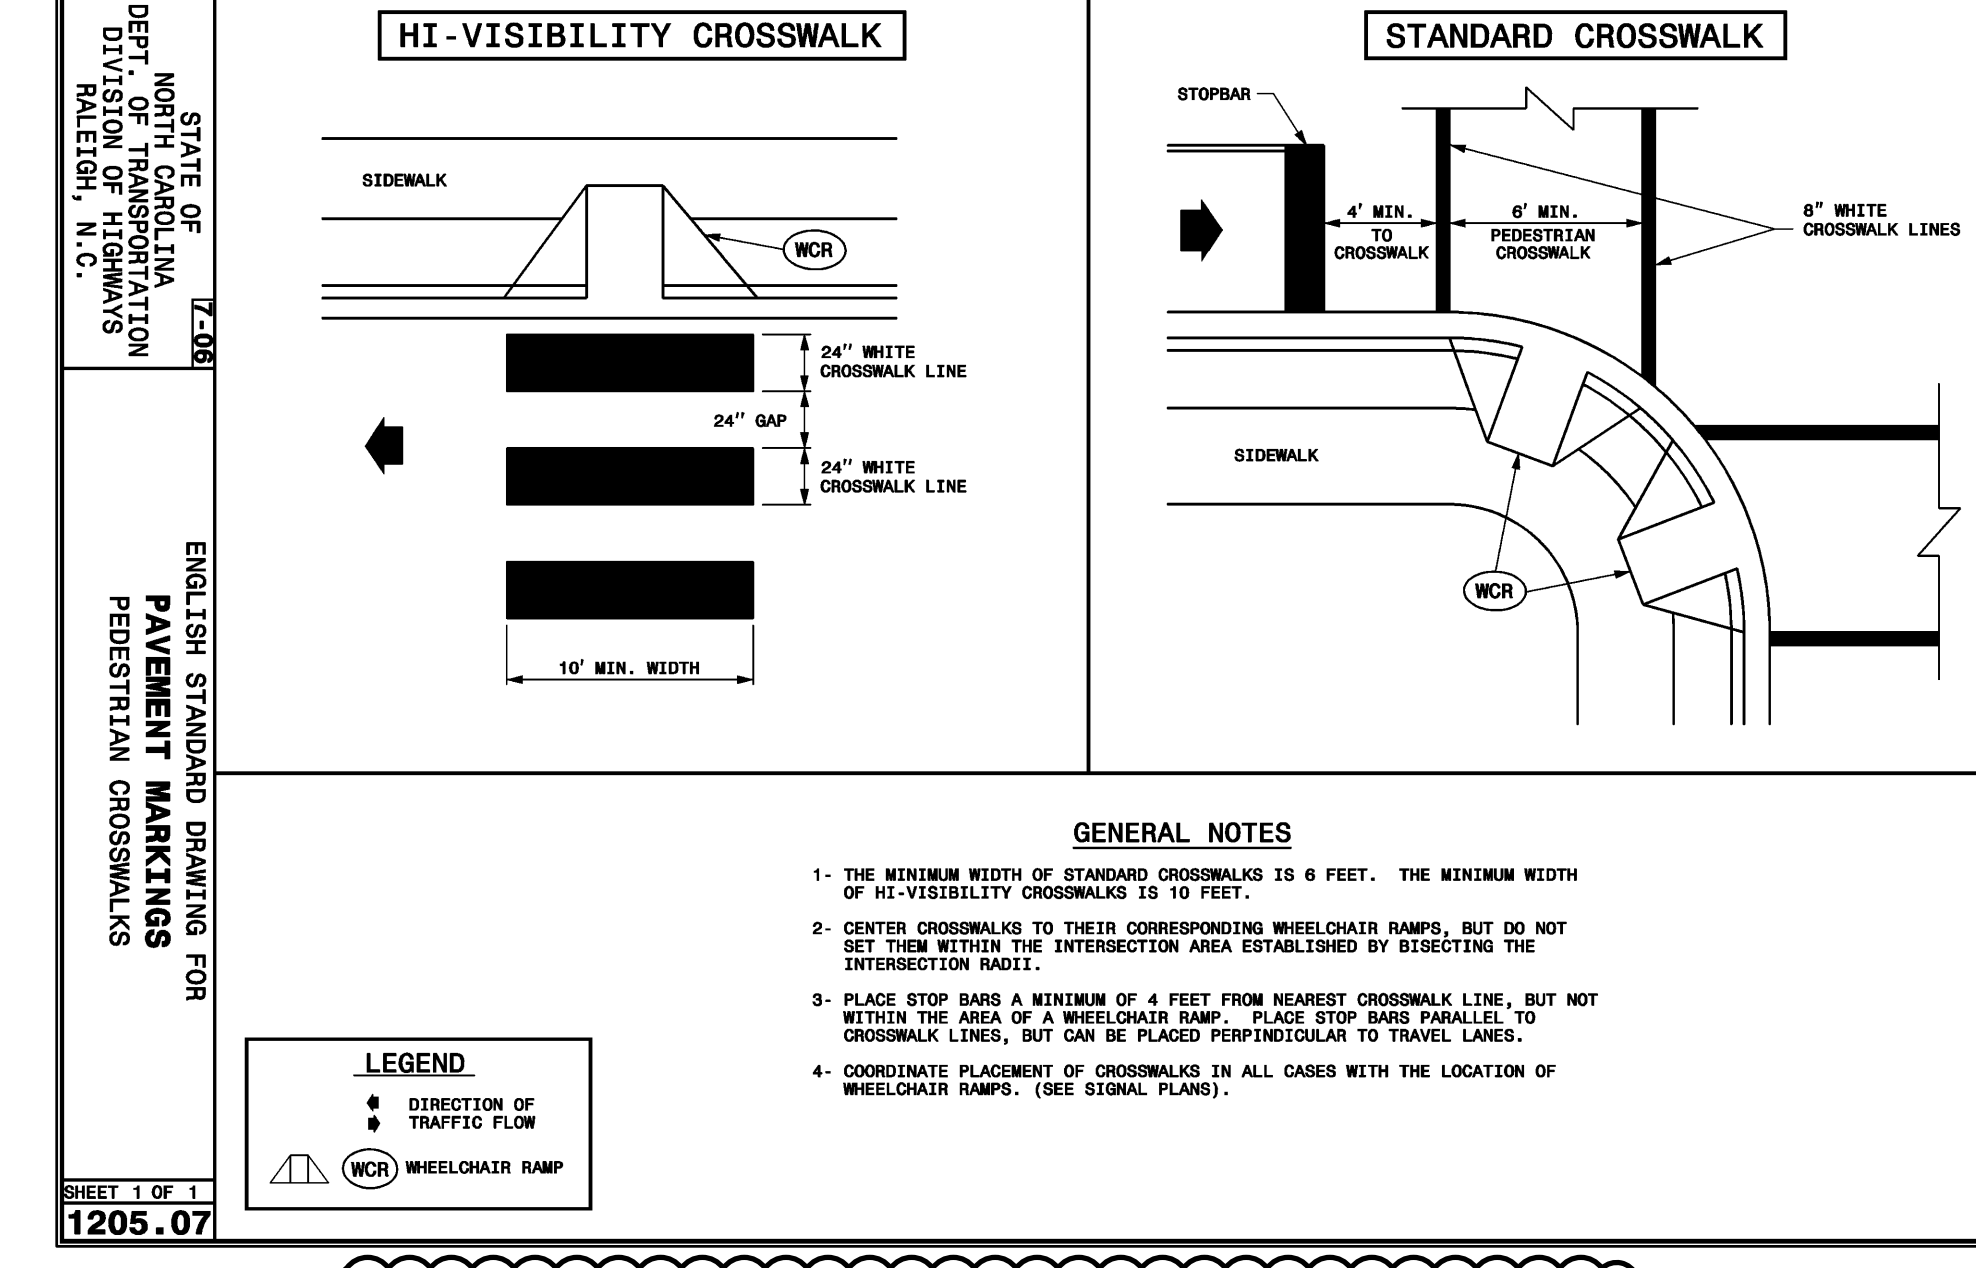 HI-VISIBILITY CROSSWALK
SIDEWALK
WCR
24" WHITE
CROSSWALK LINE
24" GAP
24" WHITE
CROSSWALK LINE
10' MIN. WIDTH
STANDARD CROSSWALK
STOPBAR
4' MIN.
TO
CROSSWALK
6' MIN.
PEDESTRIAN
CROSSWALK
8" WHITE
CROSSWALK LINES
SIDEWALK
WCR
GENERAL NOTES
1- THE MINIMUM WIDTH OF STANDARD CROSSWALKS IS 6 FEET. THE MINIMUM WIDTH
OF HI-VISIBILITY CROSSWALKS IS 10 FEET.
2- CENTER CROSSWALKS TO THEIR CORRESPONDING WHEELCHAIR RAMPS, BUT DO NOT
SET THEM WITHIN THE INTERSECTION AREA ESTABLISHED BY BISECTING THE
INTERSECTION RADII.
3- PLACE STOP BARS A MINIMUM OF 4 FEET FROM NEAREST CROSSWALK LINE, BUT NOT
WITHIN THE AREA OF A WHEELCHAIR RAMP. PLACE STOP BARS PARALLEL TO
CROSSWALK LINES, BUT CAN BE PLACED PERPINDICULAR TO TRAVEL LANES.
4- COORDINATE PLACEMENT OF CROSSWALKS IN ALL CASES WITH THE LOCATION OF
WHEELCHAIR RAMPS. (SEE SIGNAL PLANS).
LEGEND
DIRECTION OF
TRAFFIC FLOW
WCR WHEELCHAIR RAMP
STATE OF
NORTH CAROLINA
DEPT. OF TRANSPORTATION
DIVISION OF HIGHWAYS
RALEIGH, N.C.
7-06
ENGLISH STANDARD DRAWING FOR
PAVEMENT MARKINGS
PEDESTRIAN CROSSWALKS
SHEET 1 OF 1
1205.07